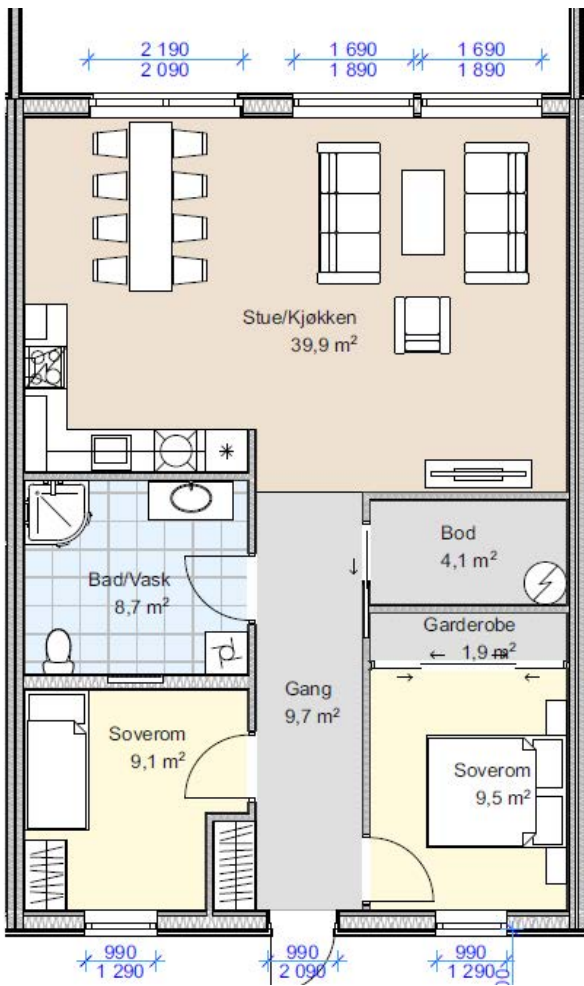 2 190 1 690 1 690
2 090 1 890 1 890
Stue/Kjøkken
39,9 m²
Bod
4,1 m²
Bad/Vask
8,7 m²
Garderobe
1,9 m²
Gang
9,7 m²
Soverom
9,1 m²
Soverom
9,5 m²
990 990 990
1 290 2 090 1 290